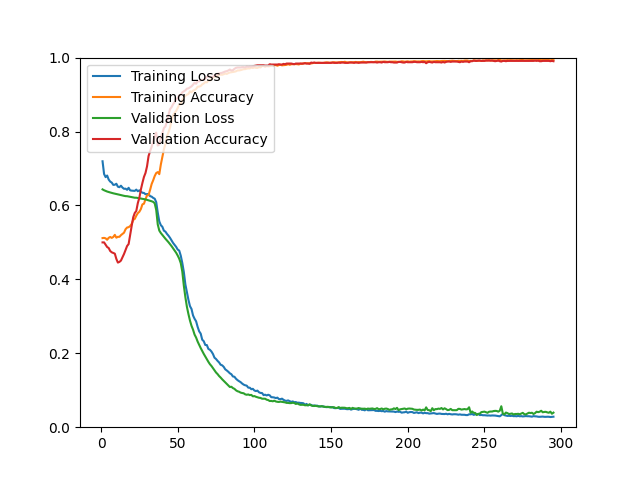 1.0
0.8
0.6
0.4
0.2
0.0
Training Loss
Training Accuracy
Validation Loss
Validation Accuracy
0 50 100 150 200 250 300